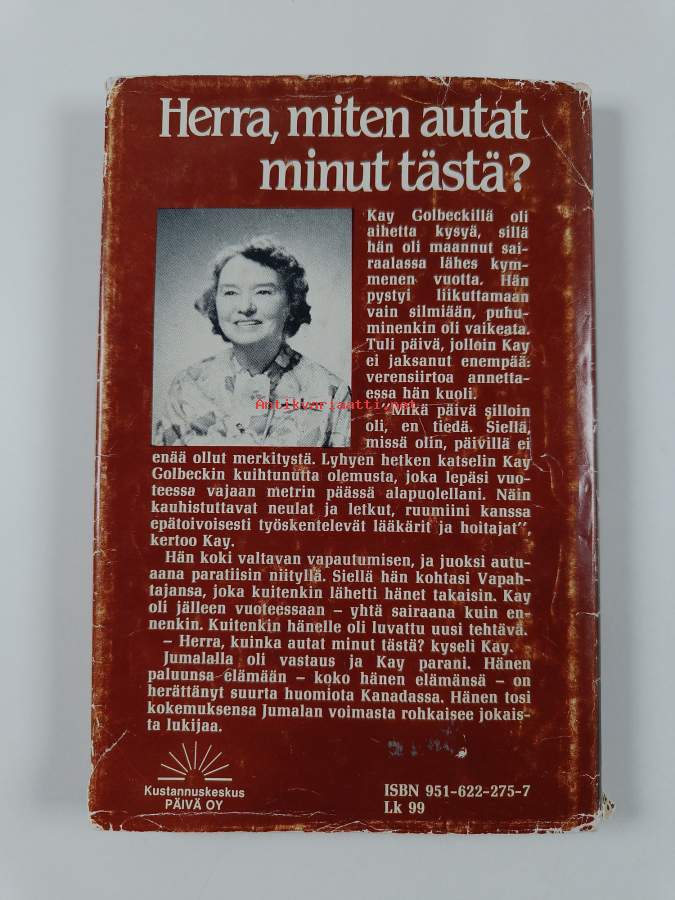 Herra, miten autat
minut tästä?
Kay Golbeckillä oli
aihetta kysyä, sillä
hän oli maannut sai-
raalassa lähes kym-
menen vuotta. Hän
pystyi liikuttamaan
vain silmiään, puhu-
minenkin oli vaikeata.
Tuli päivä, jolloin Kay
ei jaksanut enempää:
verensiirtoa annetta-
essa hän kuoli.
"Mikä päivä silloin
oli, en tiedä. Siellä,
missä olin, päivillä ei
enää ollut merkitystä. Lyhyen hetken katselin Kay
Golbeckin kuihtunutta olemusta, joka lepäsi vuo-
teessa vajaan metrin päässä alapuolellani. Näin
kauhistuttavat neulat ja letkut, ruumiini kanssa
epätoivoisesti työskentelevät lääkärit ja hoitajat",
kertoo Kay.
Hän koki valtavan vapautumisen, ja juoksi autu-
aana paratiisin niityllä. Siellä hän kohtasi Vapah-
tajansa, joka kuitenkin lähetti hänet takaisin. Kay
oli jälleen vuoteessaan – yhtä sairaana kuin en-
nenkin. Kuitenkin hänelle oli luvattu uusi tehtävä.
– Herra, kuinka autat minut tästä? kyseli Kay.
Jumalalla oli vastaus ja Kay parani. Hänen
paluunsa elämään – koko hänen elämänsä – on
herättänyt suurta huomiota Kanadassa. Hänen tosi
kokemuksensa Jumalan voimasta rohkaisee jokais-
ta lukijaa.
Kustannuskeskus
PÄIVÄ OY
ISBN 951-622-275-7
Lk 99
Antikvariaatti.net